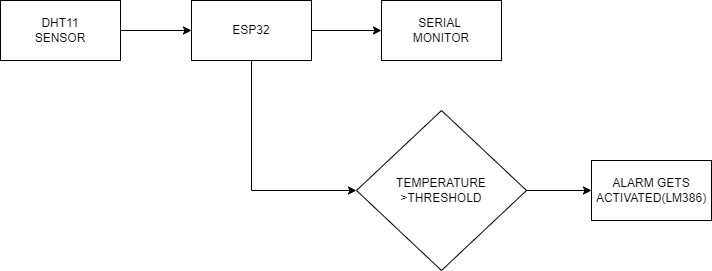 DHT11
SENSOR
ESP32
SERIAL
MONITOR
TEMPERATURE
>THRESHOLD
ALARM GETS
ACTIVATED(LM386)